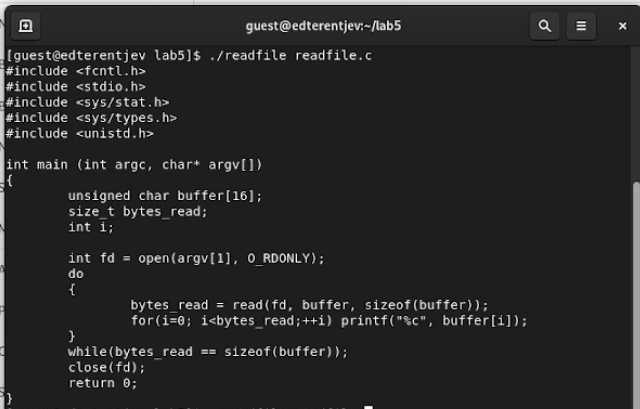 guest@edterentjev:~/lab5
[guest@edterentjev lab5]$ ./readfile readfile.c
#include <fcntl.h>
#include <stdio.h>
#include <sys/stat.h>
#include <sys/types.h>
#include <unistd.h>

int main (int argc, char* argv[])
{
        unsigned char buffer[16];
        size_t bytes_read;
        int i;

        int fd = open(argv[1], O_RDONLY);
        do
        {
                bytes_read = read(fd, buffer, sizeof(buffer));
                for(i=0; i<bytes_read;++i) printf("%c", buffer[i]);
        }
        while(bytes_read == sizeof(buffer));
        close(fd);
        return 0;
}